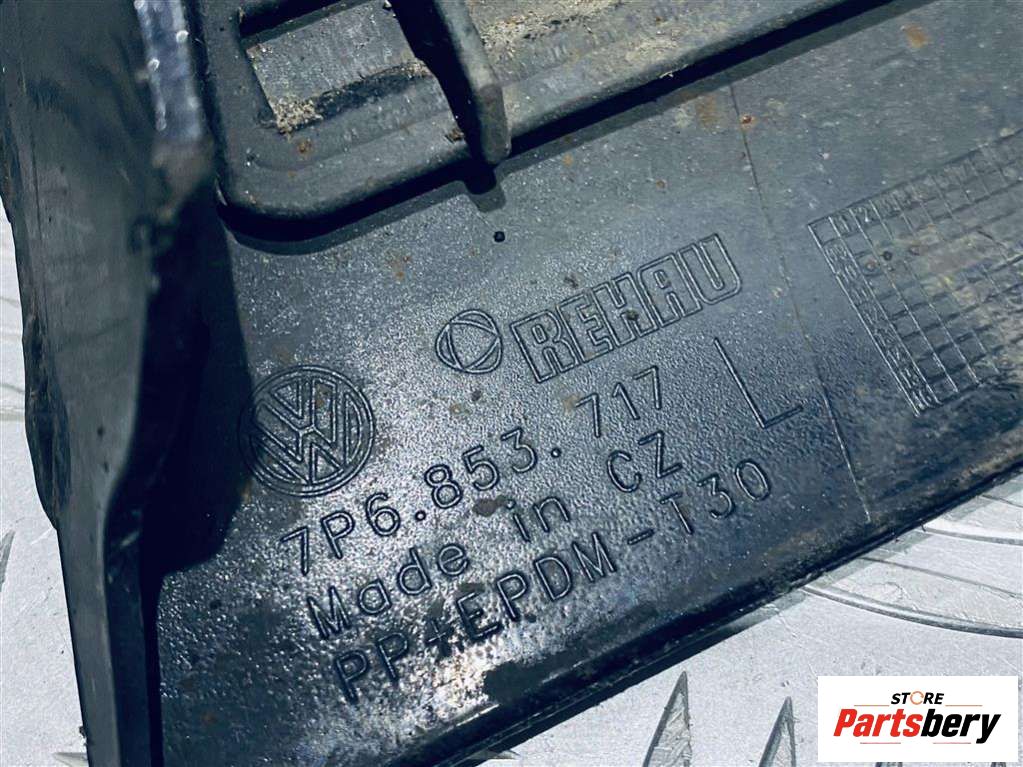 REHAU
7P6.853.717
L
Made in CZ
PP+EPDM-T30
STORE
Partsbery